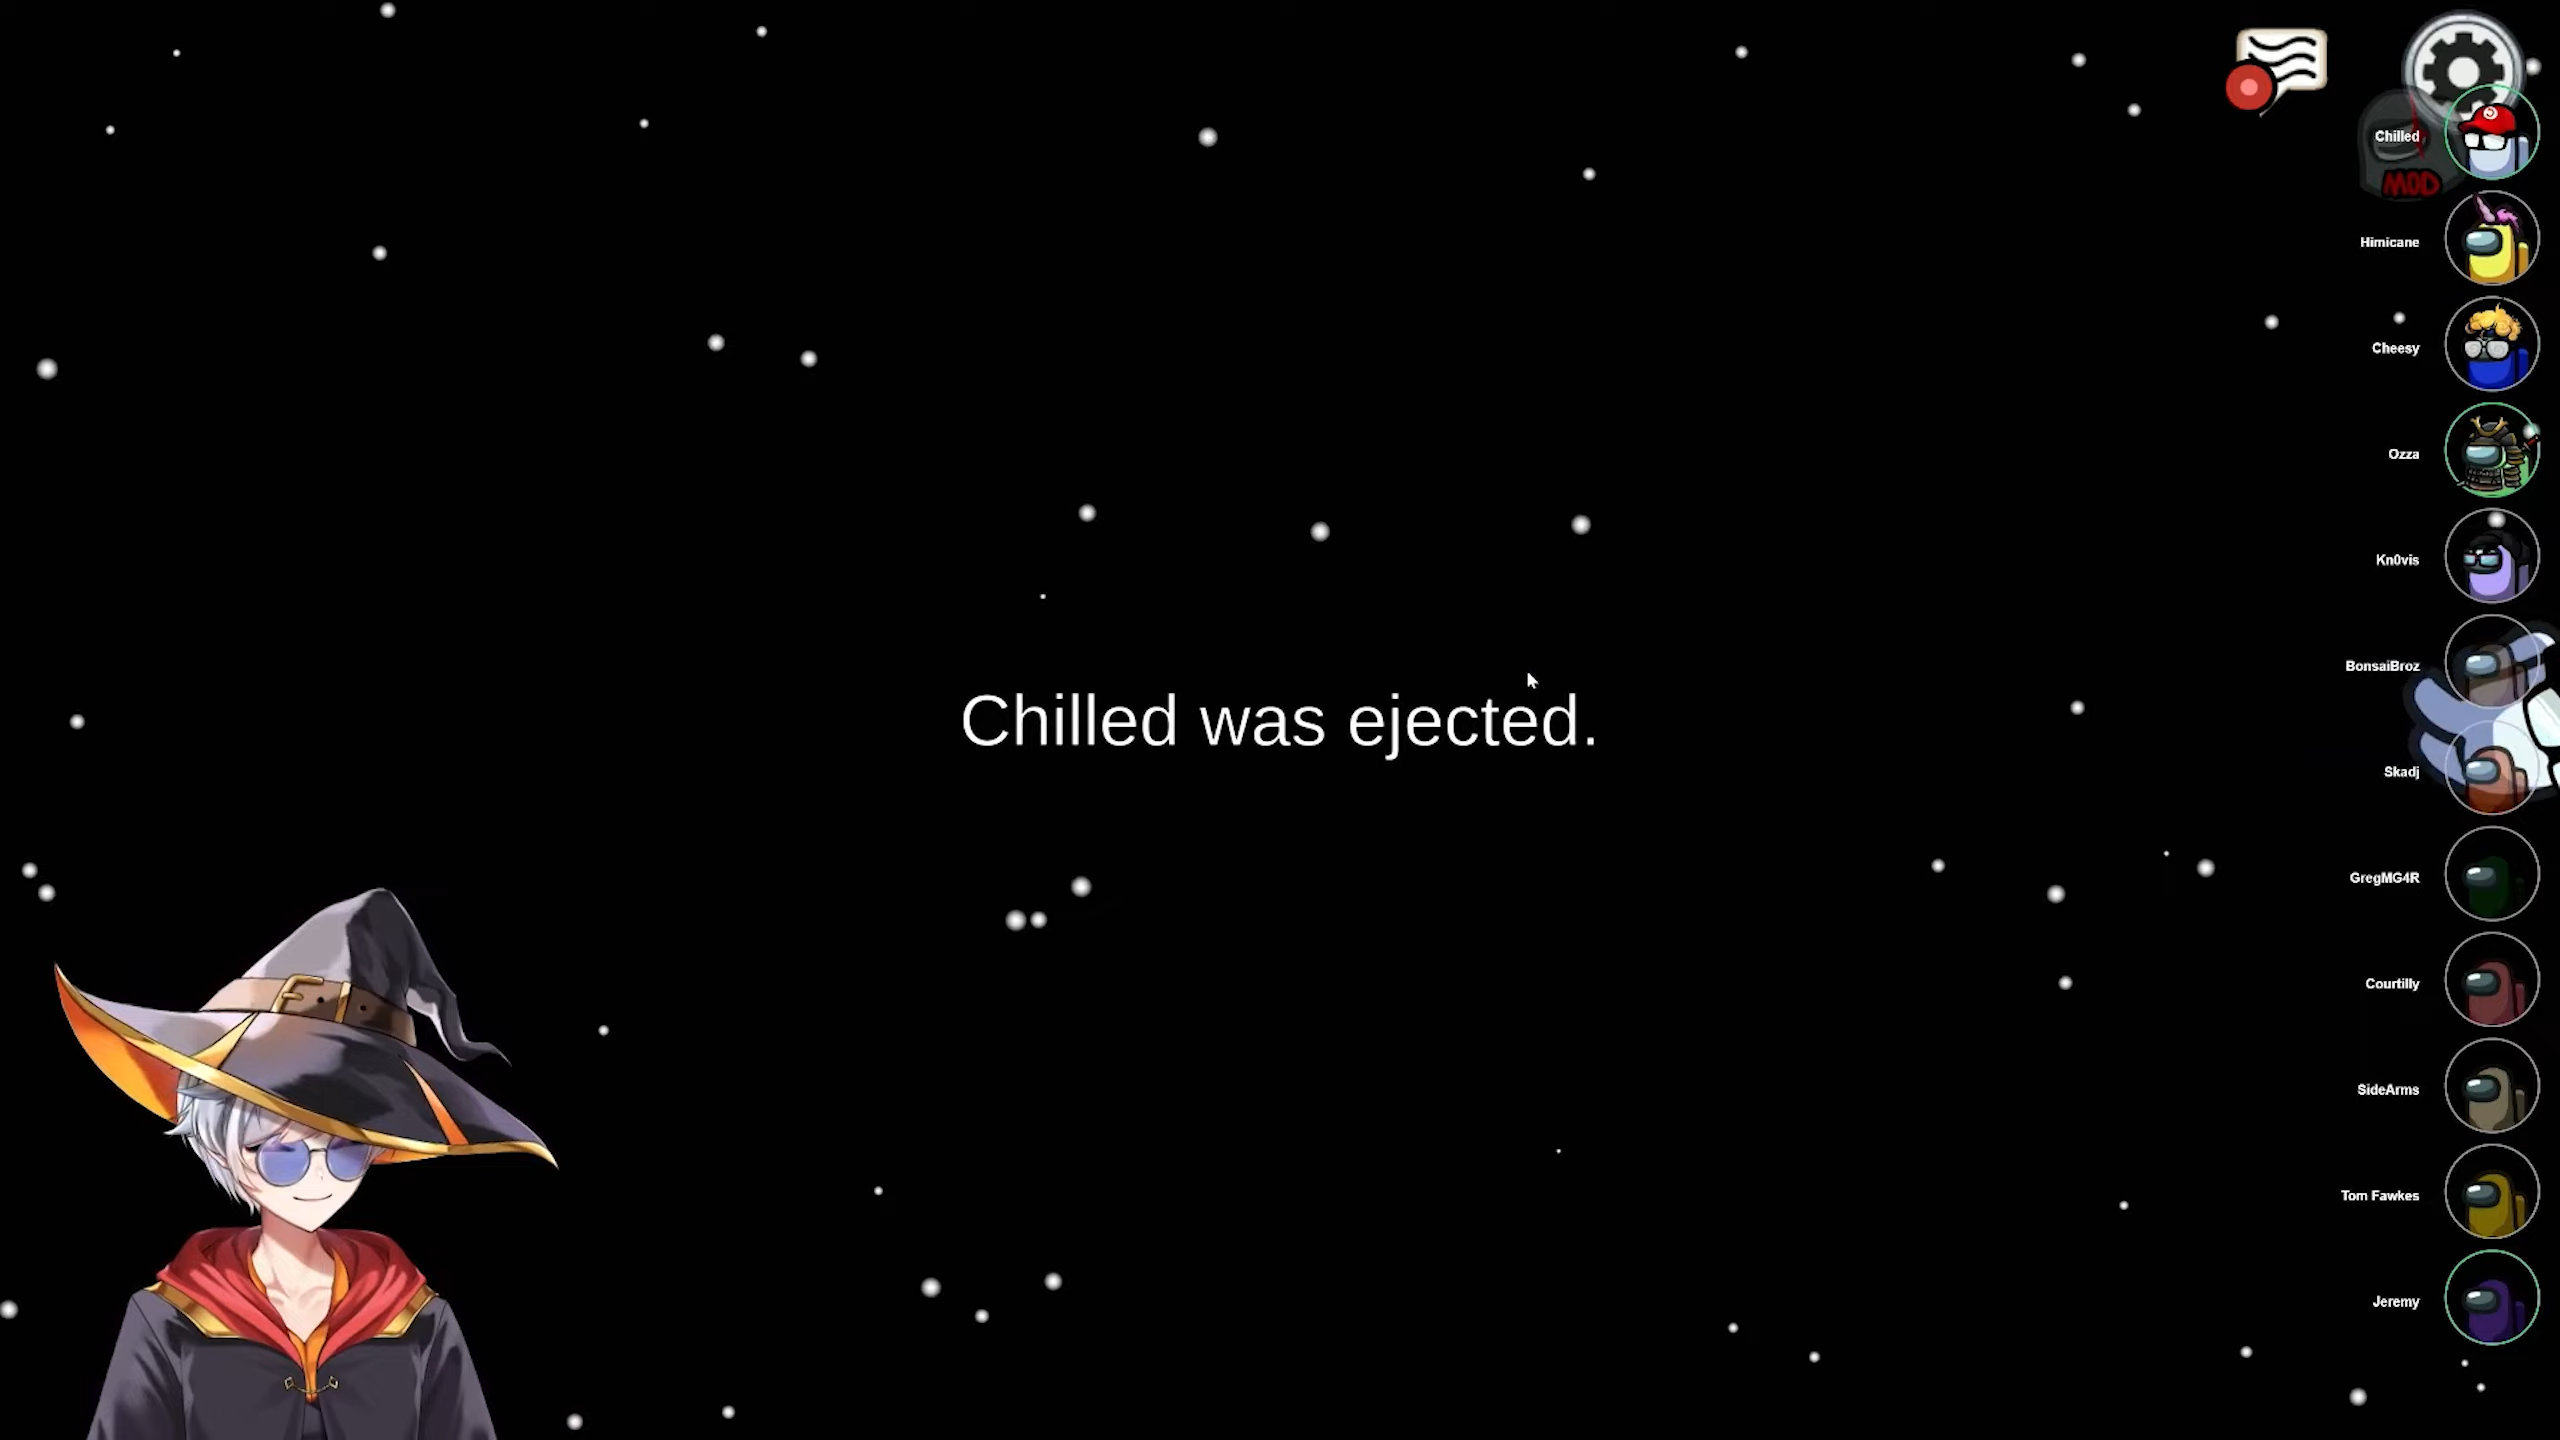 Chilled
MOD
Himicane
Cheesy
Ozza
Kn0vis
BonsaiBroz
Chilled was ejected.
Skadj
GregMG4R
Courtilly
SideArms
Tom Fawkes
Jeremy